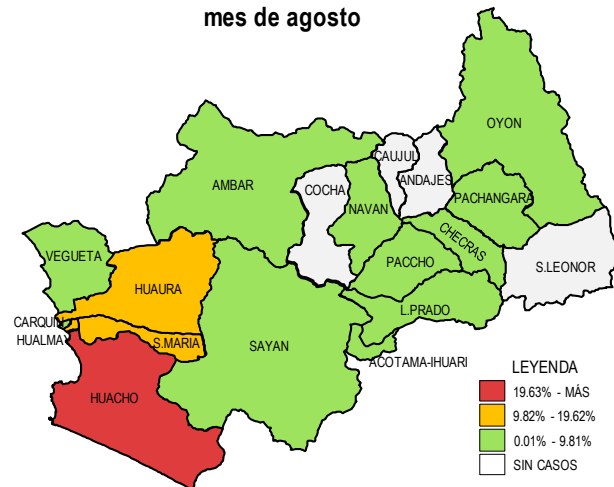 mes de agosto
OYON
CAUJUL
ANDAJES
AMBAR
COCHA
NAVAN
PACHANGARA
CHECRAS
VEGUETA
PACCHO
S.LEONOR
HUAURA
L.PRADO
CARQUIN
HUALMA
S.MARIA
SAYAN
ACOTAMA-IHUARI
HUACHO
LEYENDA
19.63% - MÁS
9.82% - 19.62%
0.01% - 9.81%
SIN CASOS